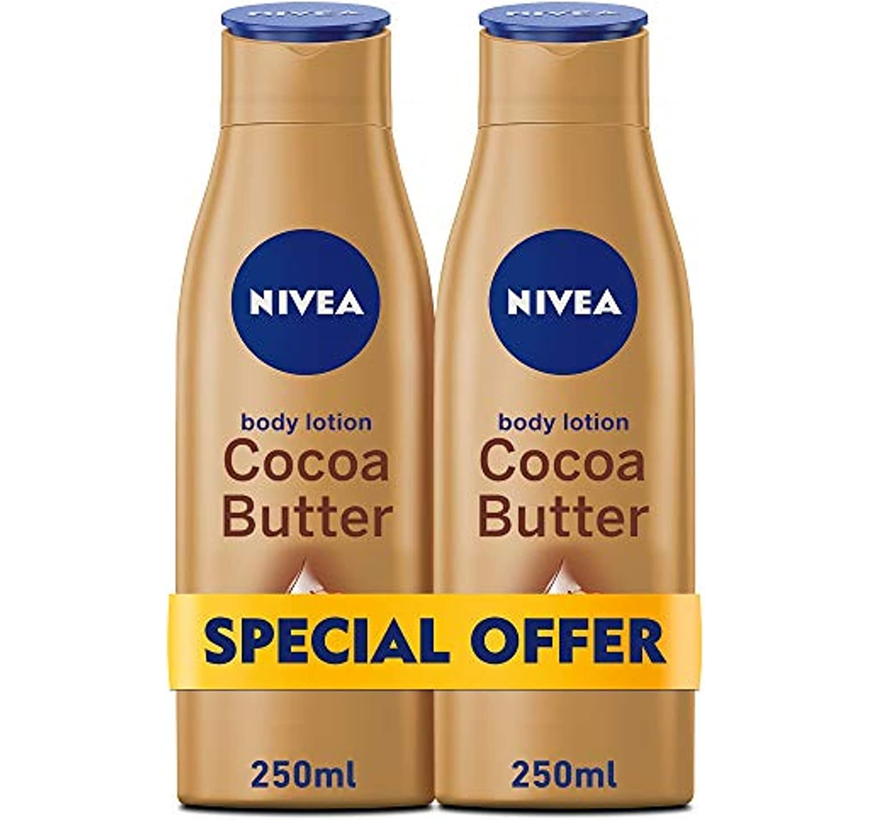 NIVEA
body lotion
Cocoa
Butter
250ml
NIVEA
body lotion
Cocoa
Butter
250ml
SPECIAL OFFER